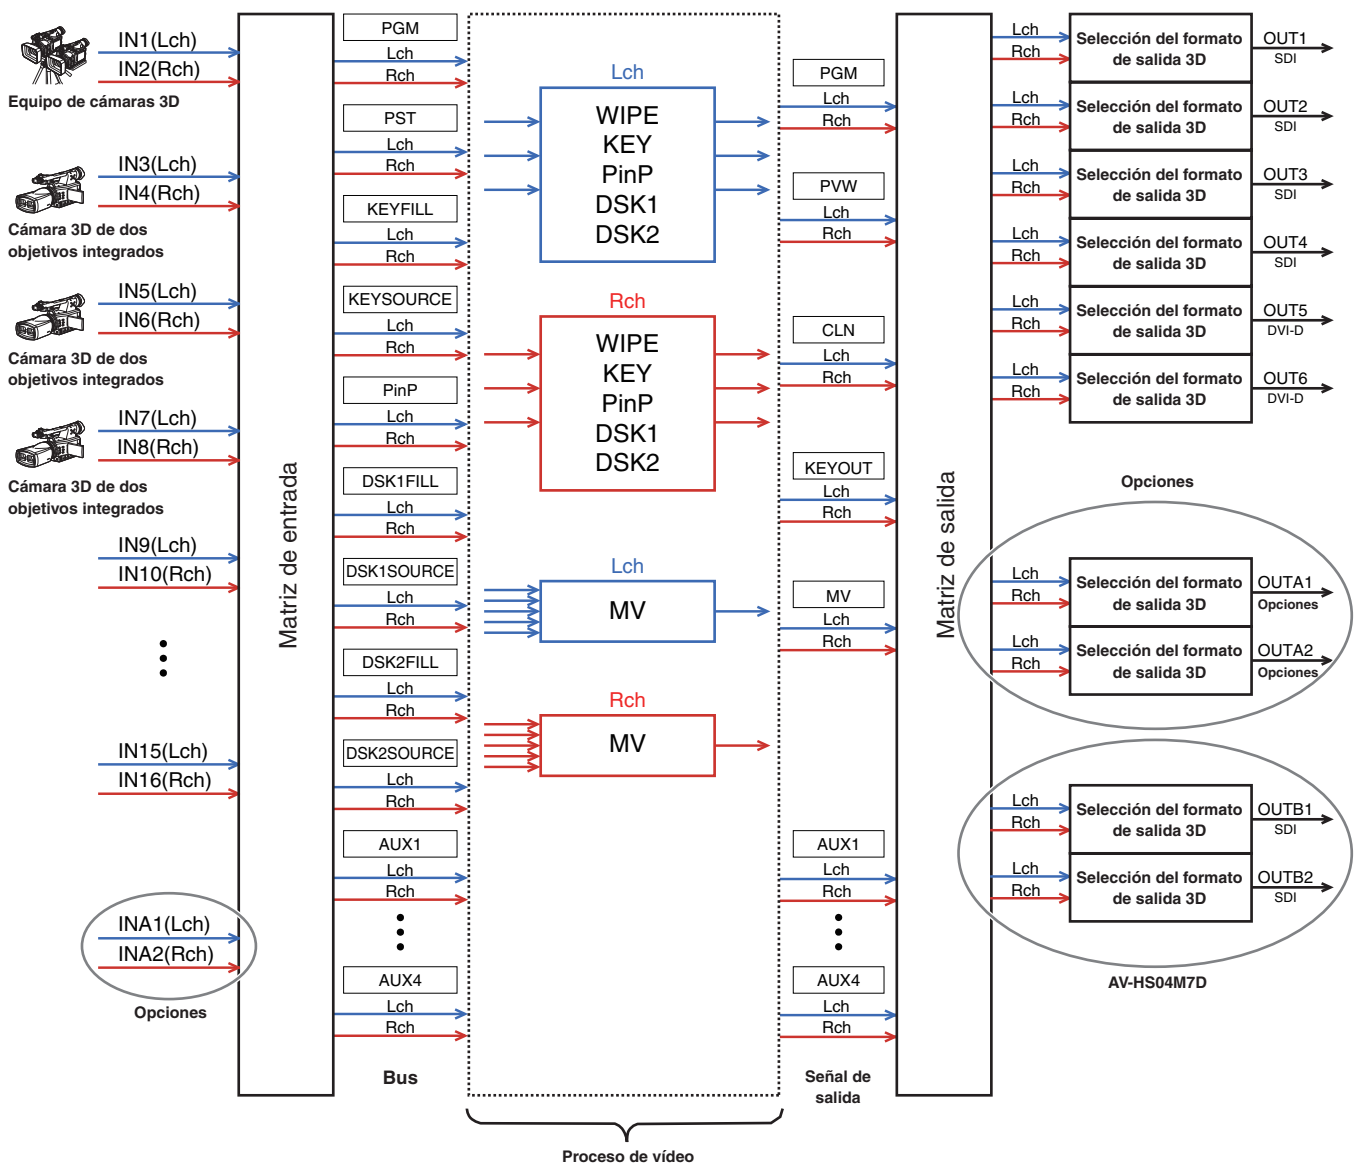 IN1(Lch)
IN2(Rch)
Equipo de cámaras 3D
IN3(Lch)
IN4(Rch)
Cámara 3D de dos
objetivos integrados
IN5(Lch)
IN6(Rch)
Cámara 3D de dos
objetivos integrados
IN7(Lch)
IN8(Rch)
Cámara 3D de dos
objetivos integrados
IN9(Lch)
IN10(Rch)
IN15(Lch)
IN16(Rch)
INA1(Lch)
INA2(Rch)
Opciones
Matriz de entrada
PGM
Lch
Rch
PST
Lch
Rch
KEYFILL
Lch
Rch
KEYSOURCE
Lch
Rch
PinP
Lch
Rch
DSK1FILL
Lch
Rch
DSK1SOURCE
Lch
Rch
DSK2FILL
Lch
Rch
DSK2SOURCE
Lch
Rch
AUX1
Lch
Rch
AUX4
Lch
Rch
Bus
Lch
WIPE
KEY
PinP
DSK1
DSK2
Rch
WIPE
KEY
PinP
DSK1
DSK2
Lch
MV
Rch
MV
Proceso de vídeo
PGM
Lch
Rch
PVW
Lch
Rch
CLN
Lch
Rch
KEYOUT
Lch
Rch
MV
Lch
Rch
AUX1
Lch
Rch
AUX4
Lch
Rch
Señal de
salida
Matriz de salida
Lch
Rch
Selección del formato
de salida 3D
OUT1
SDI
Lch
Rch
Selección del formato
de salida 3D
OUT2
SDI
Lch
Rch
Selección del formato
de salida 3D
OUT3
SDI
Lch
Rch
Selección del formato
de salida 3D
OUT4
SDI
Lch
Rch
Selección del formato
de salida 3D
OUT5
DVI-D
Lch
Rch
Selección del formato
de salida 3D
OUT6
DVI-D
Opciones
Lch
Rch
Selección del formato
de salida 3D
OUTA1
Opciones
Lch
Rch
Selección del formato
de salida 3D
OUTA2
Opciones
Lch
Rch
Selección del formato
de salida 3D
OUTB1
SDI
Lch
Rch
Selección del formato
de salida 3D
OUTB2
SDI
AV-HS04M7D